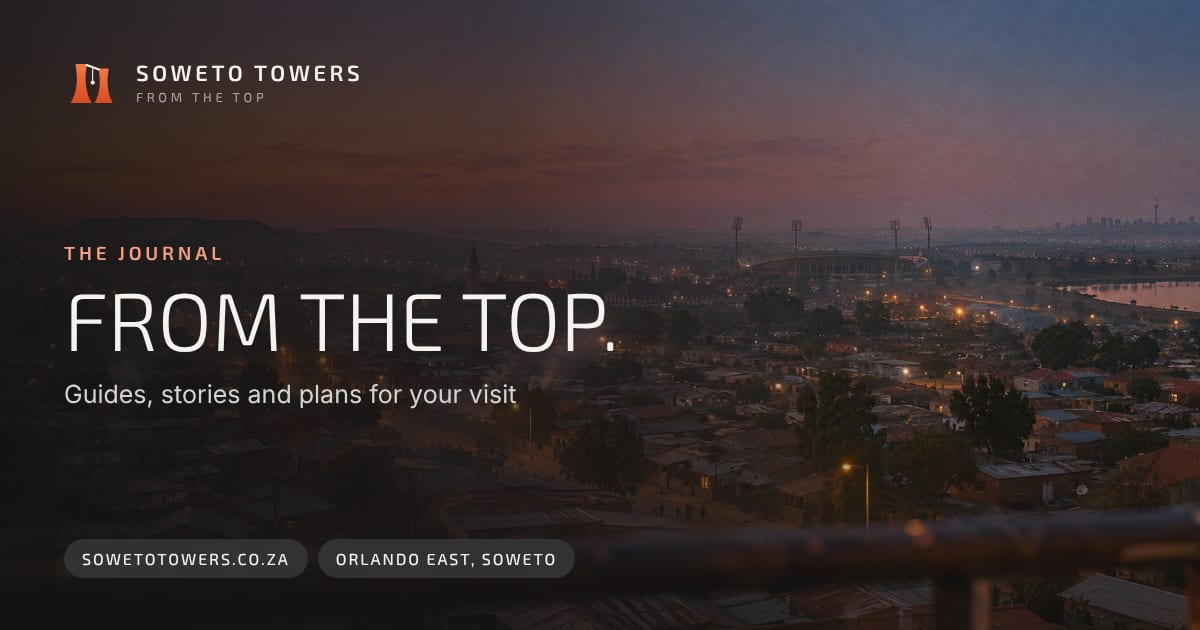 SOWETO TOWERS
FROM THE TOP
THE JOURNAL
FROM THE TOP.
Guides, stories and plans for your visit
SOWETOTOWERS.CO.ZA
ORLANDO EAST, SOWETO